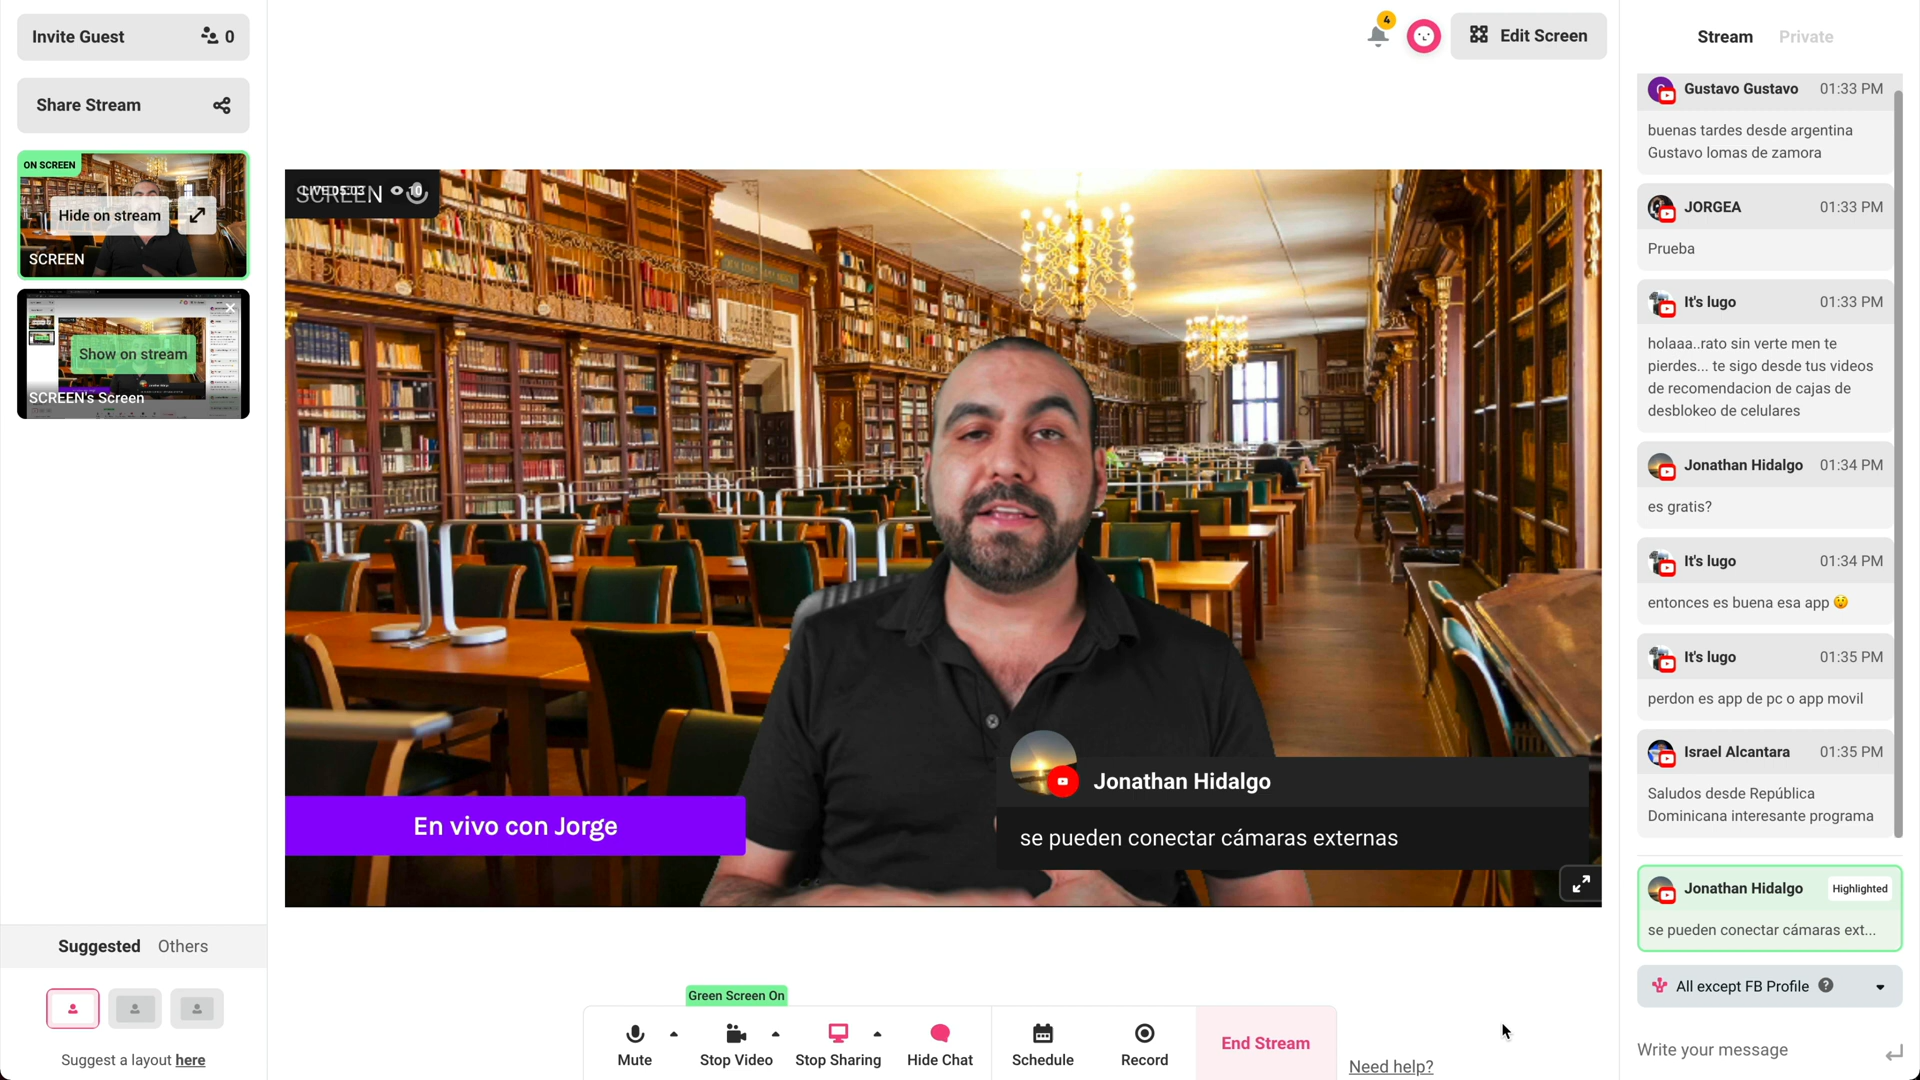 Invite Guest
0
Share Stream
ON SCREEN
Hide on stream
SCREEN
Show on stream
SCREEN's Screen
Suggested Others
Suggest a layout here
4
Edit Screen
SCREEN
LIVE 05:03
10
En vivo con Jorge
Jonathan Hidalgo
se pueden conectar cámaras externas
Green Screen On
Mute
Stop Video
Stop Sharing
Hide Chat
Schedule
Record
End Stream
Need help?
Stream Private
Gustavo Gustavo 01:33 PM
buenas tardes desde argentina
Gustavo lomas de zamora
JORGEA 01:33 PM
Prueba
It's lugo 01:33 PM
holaaa..rato sin verte men te
pierdes... te sigo desde tus videos
de recomendacion de cajas de
desblokeo de celulares
Jonathan Hidalgo 01:34 PM
es gratis?
It's lugo 01:34 PM
entonces es buena esa app 🤔
It's lugo 01:35 PM
perdon es app de pc o app movil
Israel Alcantara 01:35 PM
Saludos desde República
Dominicana interesante programa
Jonathan Hidalgo Highlighted
se pueden conectar cámaras ext...
All except FB Profile ?
Write your message